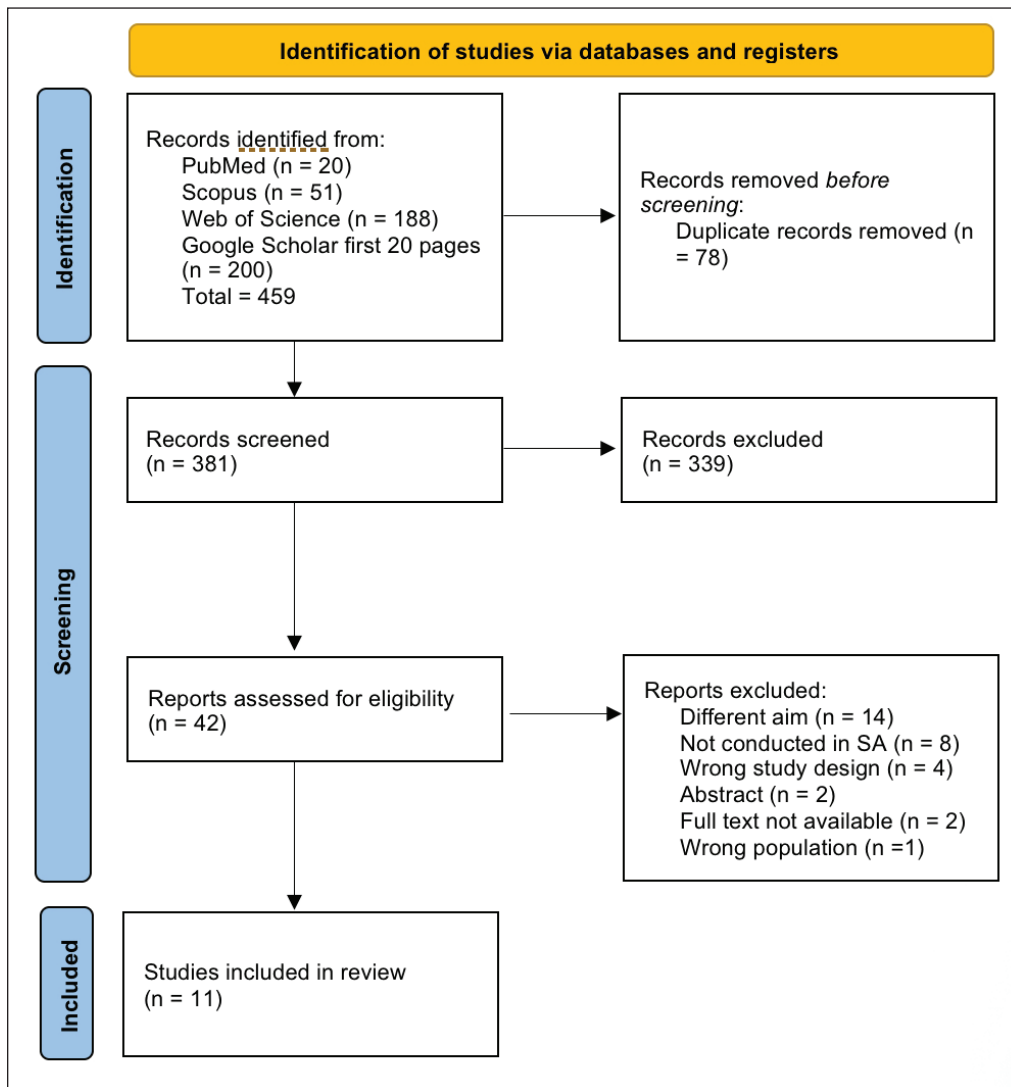 Identification of studies via databases and registers
Identification
Records identified from:
PubMed (n = 20)
Scopus (n = 51)
Web of Science (n = 188)
Google Scholar first 20 pages
(n = 200)
Total = 459
Records removed before
screening:
Duplicate records removed (n
= 78)
Screening
Records screened
(n = 381)
Records excluded
(n = 339)
Reports assessed for eligibility
(n = 42)
Reports excluded:
Different aim (n = 14)
Not conducted in SA (n = 8)
Wrong study design (n = 4)
Abstract (n = 2)
Full text not available (n = 2)
Wrong population (n =1)
Included
Studies included in review
(n = 11)